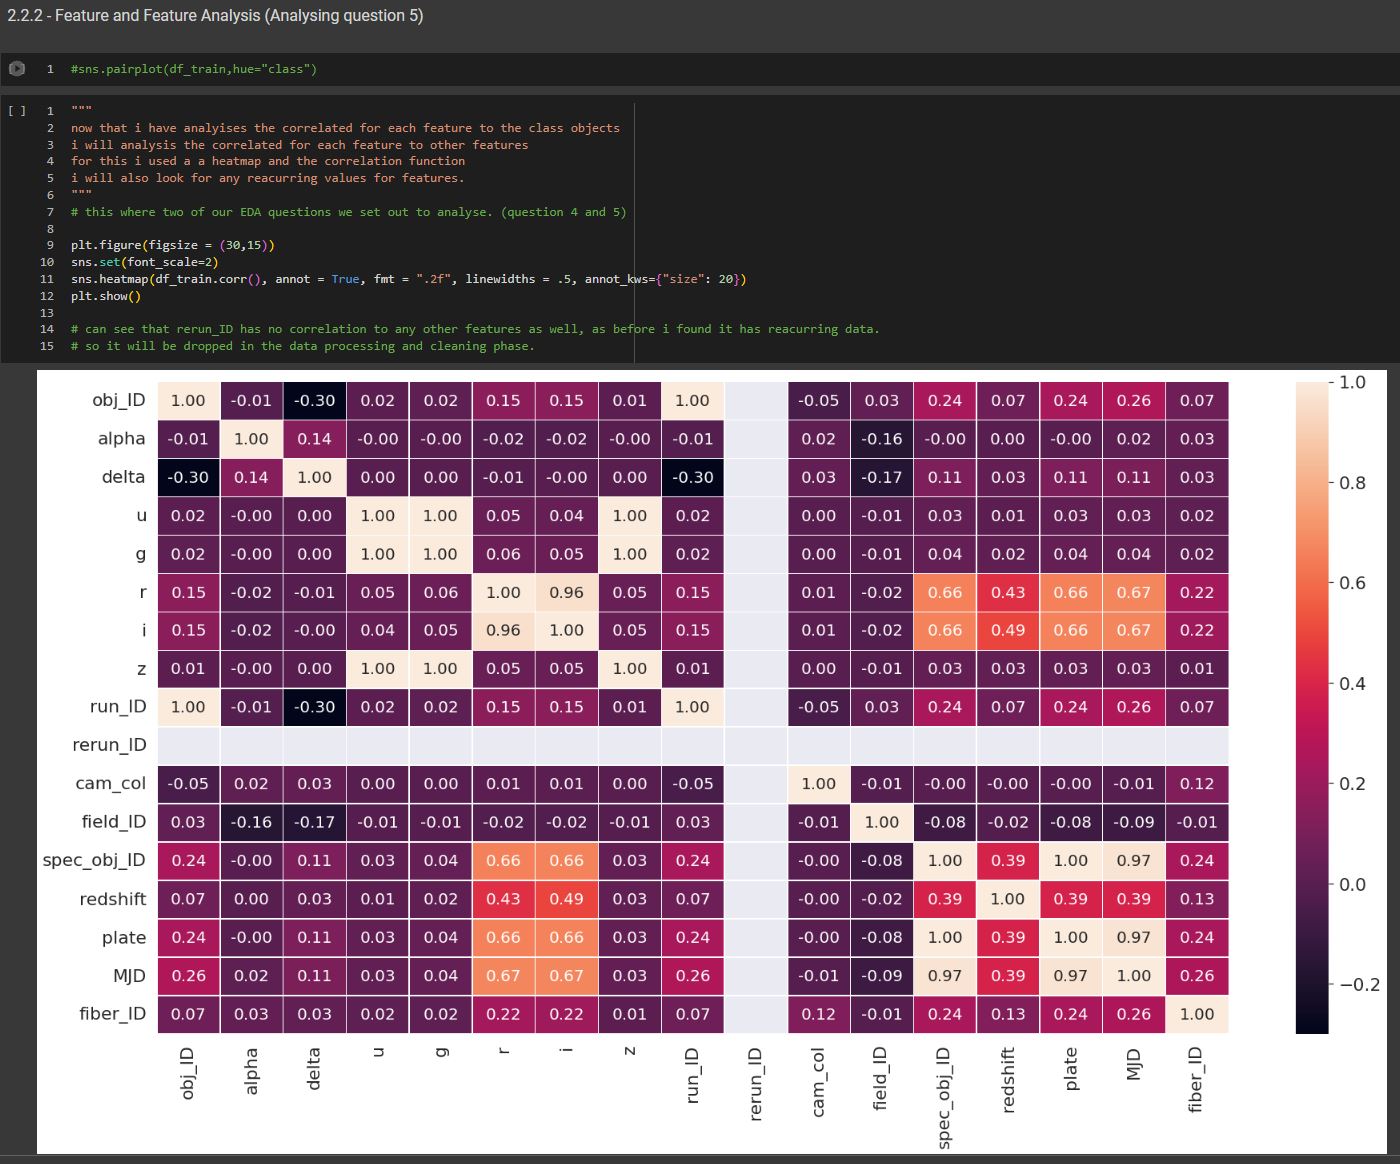 2.2.2 - Feature and Feature Analysis (Analysing question 5)
1 #sns.pairplot(df_train,hue="class")
[ ] 1 """
2 now that i have analyises the correlated for each feature to the class objects
3 i will analysis the correlated for each feature to other features
4 for this i used a a heatmap and the correlation function
5 i will also look for any reacurring values for features.
6 """
7 # this where two of our EDA questions we set out to analyse. (question 4 and 5)
8
9 plt.figure(figsize = (30,15))
10 sns.set(font_scale=2)
11 sns.heatmap(df_train.corr(), annot = True, fmt = ".2f", linewidths = .5, annot_kws={"size": 20})
12 plt.show()
13
14 # can see that rerun_ID has no correlation to any other features as well, as before i found it has reacurring data.
15 # so it will be dropped in the data processing and cleaning phase.
obj_ID 1.00 -0.01 -0.30 0.02 0.02 0.15 0.15 0.01 1.00 -0.05 0.03 0.24 0.07 0.24 0.26 0.07
alpha -0.01 1.00 0.14 -0.00 -0.00 -0.02 -0.02 -0.00 -0.01 0.02 -0.16 -0.00 0.00 -0.00 0.02 0.03
delta -0.30 0.14 1.00 0.00 0.00 -0.01 -0.00 0.00 -0.30 0.03 -0.17 0.11 0.03 0.11 0.11 0.03
u 0.02 -0.00 0.00 1.00 1.00 0.05 0.04 1.00 0.02 0.00 -0.01 0.03 0.01 0.03 0.03 0.02
g 0.02 -0.00 0.00 1.00 1.00 0.06 0.05 1.00 0.02 0.00 -0.01 0.04 0.02 0.04 0.04 0.02
r 0.15 -0.02 -0.01 0.05 0.06 1.00 0.96 0.05 0.15 0.01 -0.02 0.66 0.43 0.66 0.67 0.22
i 0.15 -0.02 -0.00 0.04 0.05 0.96 1.00 0.05 0.15 0.01 -0.02 0.66 0.49 0.66 0.67 0.22
z 0.01 -0.00 0.00 1.00 1.00 0.05 0.05 1.00 0.01 0.00 -0.01 0.03 0.03 0.03 0.03 0.01
run_ID 1.00 -0.01 -0.30 0.02 0.02 0.15 0.15 0.01 1.00 -0.05 0.03 0.24 0.07 0.24 0.26 0.07
rerun_ID
cam_col -0.05 0.02 0.03 0.00 0.00 0.01 0.01 0.00 -0.05 1.00 -0.01 -0.00 -0.00 -0.00 -0.01 0.12
field_ID 0.03 -0.16 -0.17 -0.01 -0.01 -0.02 -0.02 -0.01 0.03 -0.01 1.00 -0.08 -0.02 -0.08 -0.09 -0.01
spec_obj_ID 0.24 -0.00 0.11 0.03 0.04 0.66 0.66 0.03 0.24 -0.00 -0.08 1.00 0.39 1.00 0.97 0.24
redshift 0.07 0.00 0.03 0.01 0.02 0.43 0.49 0.03 0.07 -0.00 -0.02 0.39 1.00 0.39 0.39 0.13
plate 0.24 -0.00 0.11 0.03 0.04 0.66 0.66 0.03 0.24 -0.00 -0.08 1.00 0.39 1.00 0.97 0.24
MJD 0.26 0.02 0.11 0.03 0.04 0.67 0.67 0.03 0.26 -0.01 -0.09 0.97 0.39 0.97 1.00 0.26
fiber_ID 0.07 0.03 0.03 0.02 0.02 0.22 0.22 0.01 0.07 0.12 -0.01 0.24 0.13 0.24 0.26 1.00
obj_ID alpha delta u g r i z run_ID rerun_ID cam_col field_ID spec_obj_ID redshift plate MJD fiber_ID
1.0
0.8
0.6
0.4
0.2
0.0
−0.2